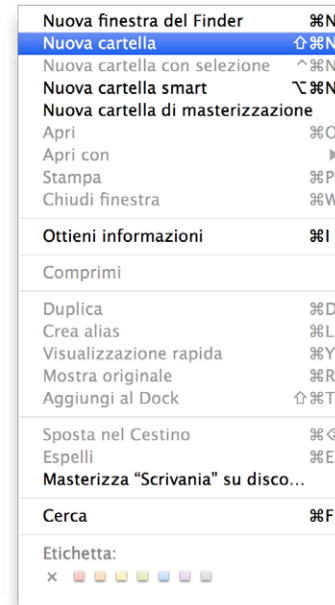 Nuova finestra del Finder ⌘N
Nuova cartella ⇧⌘N
Nuova cartella con selezione ^⌘N
Nuova cartella smart ⌥⌘N
Nuova cartella di masterizzazione
Apri ⌘O
Apri con ▶
Stampa ⌘P
Chiudi finestra ⌘W
Ottieni informazioni ⌘I
Comprimi
Duplica ⌘D
Crea alias ⌘L
Visualizzazione rapida ⌘Y
Mostra originale ⌘R
Aggiungi al Dock ⇧⌘T
Sposta nel Cestino ⌘⌫
Espelli ⌘E
Masterizza “Scrivania” su disco...
Cerca ⌘F
Etichetta:
×